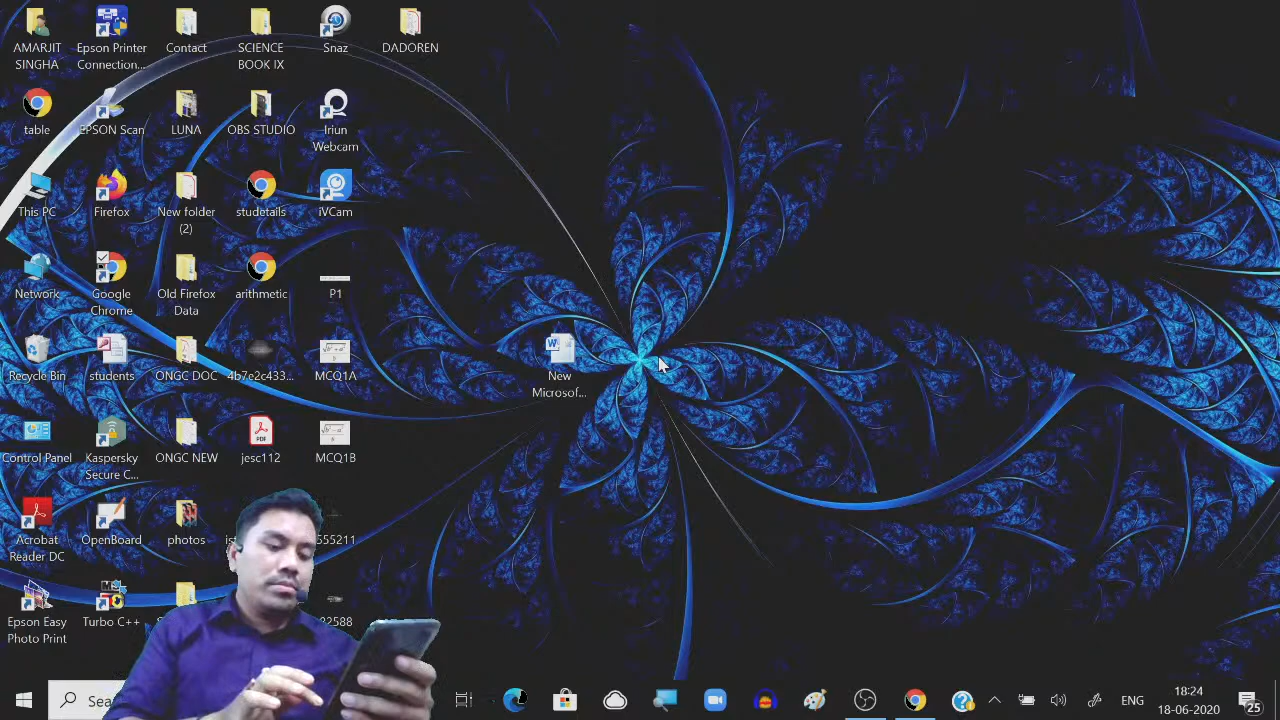 AMARJIT
SINGHA
Epson Printer
Connection...
Contact
SCIENCE
BOOK IX
Snaz
DADOREN
table
EPSON Scan
LUNA
OBS STUDIO
Iriun
Webcam
This PC
Firefox
New folder
(2)
studetails
iVCam
Network
Google
Chrome
Old Firefox
Data
arithmetic
P1
Recycle Bin
students
ONGC DOC
4b7e2c433...
MCQ1A
New
Microsof...
Control Panel
Kaspersky
Secure C...
ONGC NEW
jesc112
MCQ1B
Acrobat
Reader DC
OpenBoard
photos
555211
Epson Easy
Photo Print
Turbo C++
Sea
ENG
18:24
18-06-2020
25